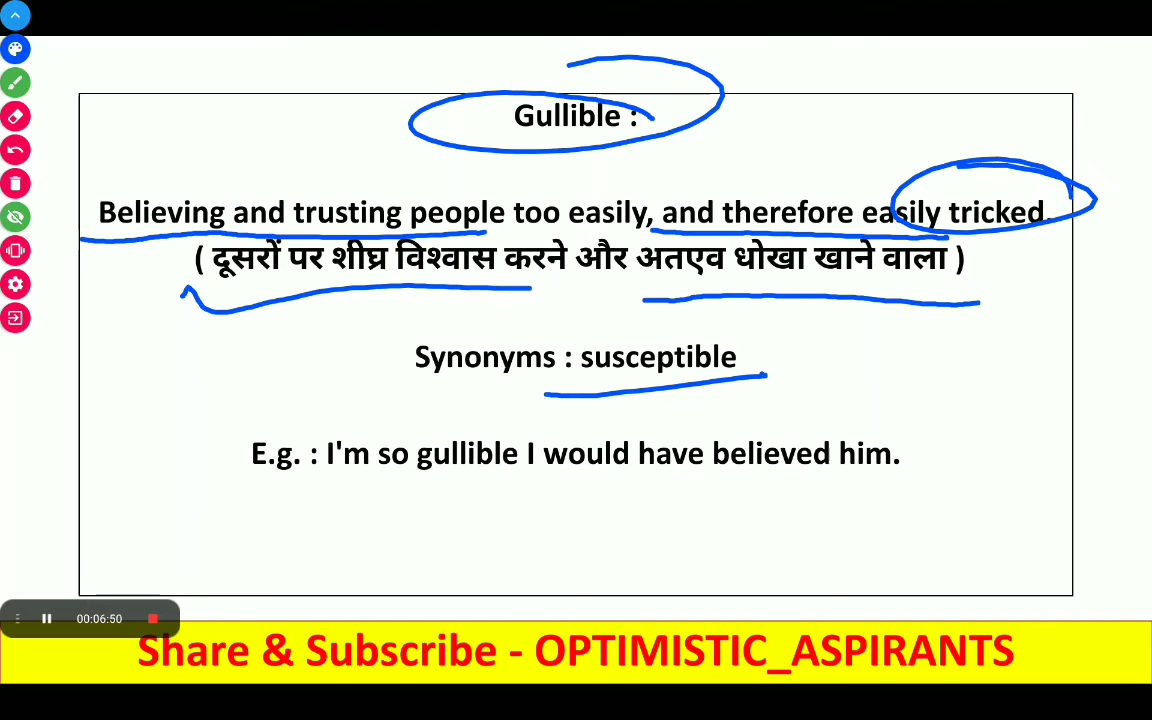 Gullible :
Believing and trusting people too easily, and therefore easily tricked.
( दूसरों पर शीघ्र विश्वास करने और अतएव धोखा खाने वाला )
Synonyms : susceptible
E.g. : I'm so gullible I would have believed him.
00:06:50
Share & Subscribe - OPTIMISTIC_ASPIRANTS